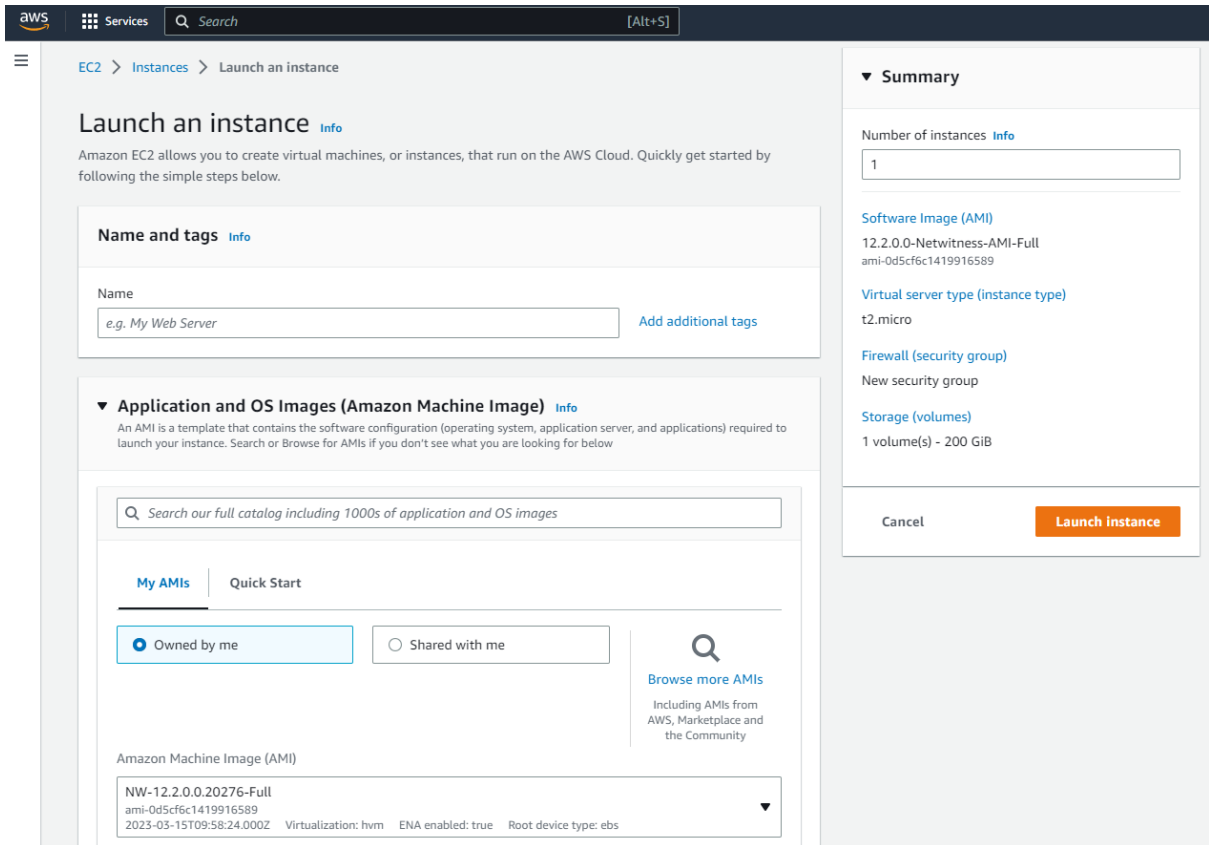 aws
Services
Search
[Alt+S]
EC2 > Instances > Launch an instance
Launch an instance Info
Amazon EC2 allows you to create virtual machines, or instances, that run on the AWS Cloud. Quickly get started by
following the simple steps below.
Name and tags Info
Name
e.g. My Web Server
Add additional tags
Application and OS Images (Amazon Machine Image) Info
An AMI is a template that contains the software configuration (operating system, application server, and applications) required to
launch your instance. Search or Browse for AMIs if you don't see what you are looking for below
Search our full catalog including 1000s of application and OS images
My AMIs
Quick Start
Owned by me
Shared with me
Browse more AMIs
Including AMIs from
AWS, Marketplace and
the Community
Amazon Machine Image (AMI)
NW-12.2.0.0.20276-Full
ami-0d5cf6c1419916589
2023-03-15T09:58:24.000Z Virtualization: hvm ENA enabled: true Root device type: ebs
Summary
Number of instances Info
1
Software Image (AMI)
12.2.0.0-Netwitness-AMI-Full
ami-0d5cf6c1419916589
Virtual server type (instance type)
t2.micro
Firewall (security group)
New security group
Storage (volumes)
1 volume(s) - 200 GiB
Cancel
Launch instance